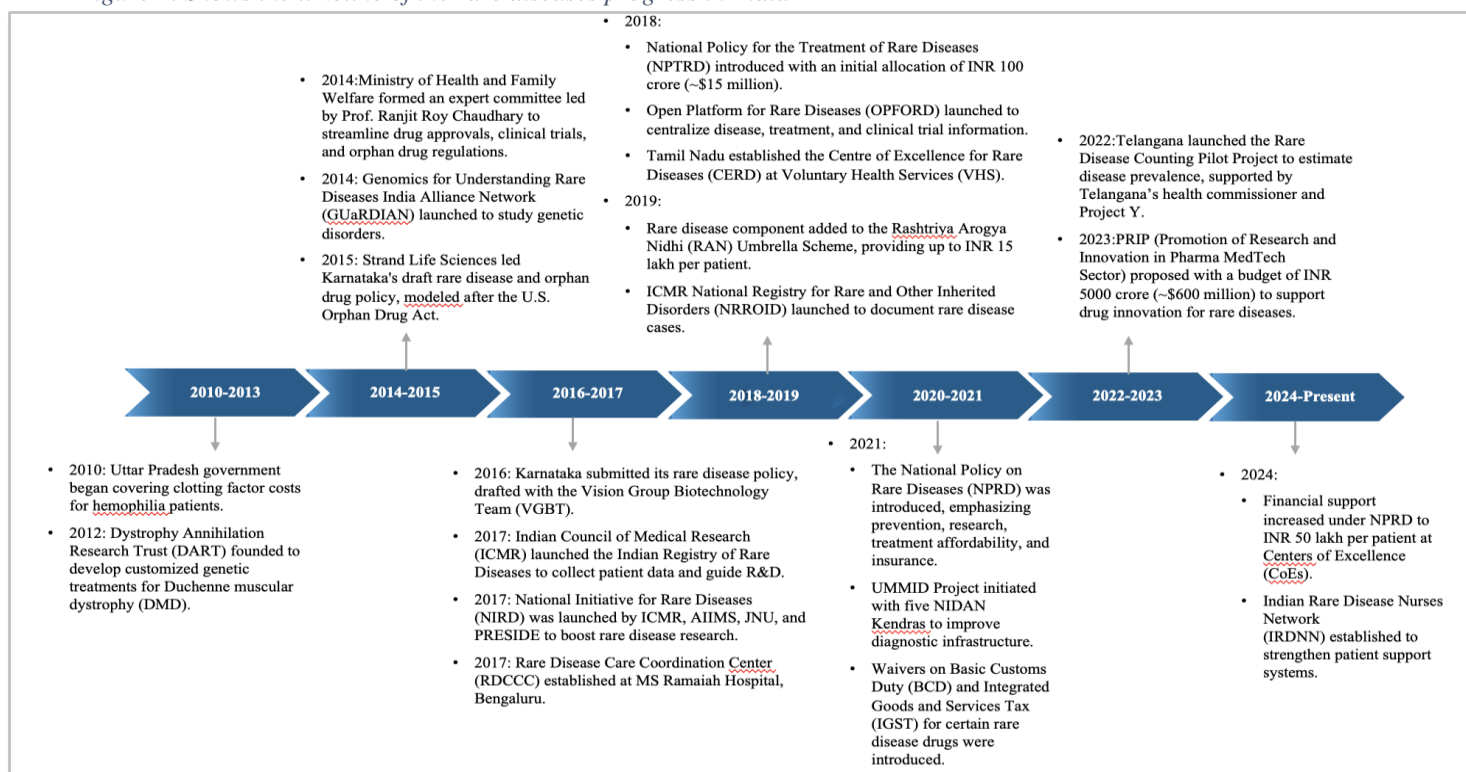 • 2014:Ministry of Health and Family
Welfare formed an expert committee led
by Prof. Ranjit Roy Chaudhary to
streamline drug approvals, clinical trials,
and orphan drug regulations.
• 2014: Genomics for Understanding Rare
Diseases India Alliance Network
(GUaRDIAN) launched to study genetic
disorders.
• 2015: Strand Life Sciences led
Karnataka's draft rare disease and orphan
drug policy, modeled after the U.S.
Orphan Drug Act.
• 2018:
• National Policy for the Treatment of Rare Diseases
(NPTRD) introduced with an initial allocation of INR 100
crore (~$15 million).
• Open Platform for Rare Diseases (OPFORD) launched to
centralize disease, treatment, and clinical trial information.
• Tamil Nadu established the Centre of Excellence for Rare
Diseases (CERD) at Voluntary Health Services (VHS).
• 2019:
• Rare disease component added to the Rashtriya Arogya
Nidhi (RAN) Umbrella Scheme, providing up to INR 15
lakh per patient.
• ICMR National Registry for Rare and Other Inherited
Disorders (NRROID) launched to document rare disease
cases.
• 2022:Telangana launched the Rare
Disease Counting Pilot Project to estimate
disease prevalence, supported by
Telangana's health commissioner and
Project Y.
• 2023:PRIP (Promotion of Research and
Innovation in Pharma MedTech
Sector) proposed with a budget of INR
5000 crore (~$600 million) to support
drug innovation for rare diseases.
2010-2013
2014-2015
2016-2017
2018-2019
2020-2021
2022-2023
2024-Present
• 2010: Uttar Pradesh government
began covering clotting factor costs
for hemophilia patients.
• 2012: Dystrophy Annihilation
Research Trust (DART) founded to
develop customized genetic
treatments for Duchenne muscular
dystrophy (DMD).
• 2016: Karnataka submitted its rare disease policy,
drafted with the Vision Group Biotechnology
Team (VGBT).
• 2017: Indian Council of Medical Research
(ICMR) launched the Indian Registry of Rare
Diseases to collect patient data and guide R&D.
• 2017: National Initiative for Rare Diseases
(NIRD) was launched by ICMR, AIIMS, JNU, and
PRESIDE to boost rare disease research.
• 2017: Rare Disease Care Coordination Center
(RDCCC) established at MS Ramaiah Hospital,
Bengaluru.
• 2021:
• The National Policy on
Rare Diseases (NPRD) was
introduced, emphasizing
prevention, research,
treatment affordability, and
insurance.
• UMMID Project initiated
with five NIDAN
Kendras to improve
diagnostic infrastructure.
• Waivers on Basic Customs
Duty (BCD) and Integrated
Goods and Services Tax
(IGST) for certain rare
disease drugs were
introduced.
• 2024:
• Financial support
increased under NPRD to
INR 50 lakh per patient at
Centers of Excellence
(CoEs).
• Indian Rare Disease Nurses
Network
(IRDNN) established to
strengthen patient support
systems.